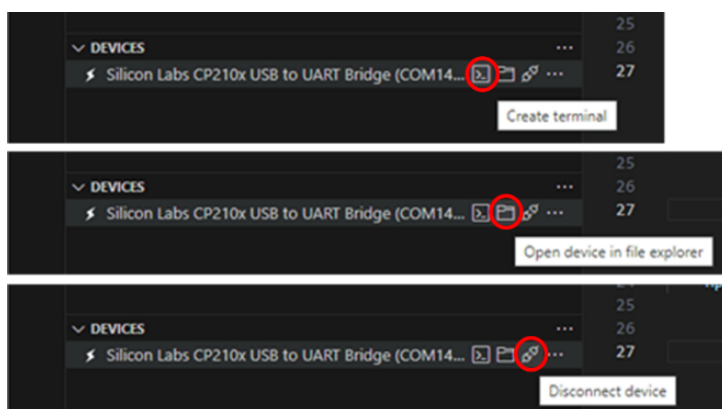 25
DEVICES ... 26
Silicon Labs CP210x USB to UART Bridge (COM14... ... 27
Create terminal
25
DEVICES ... 26
Silicon Labs CP210x USB to UART Bridge (COM14... ... 27
Open device in file explorer
25
DEVICES ... 26
Silicon Labs CP210x USB to UART Bridge (COM14... ... 27
Disconnect device